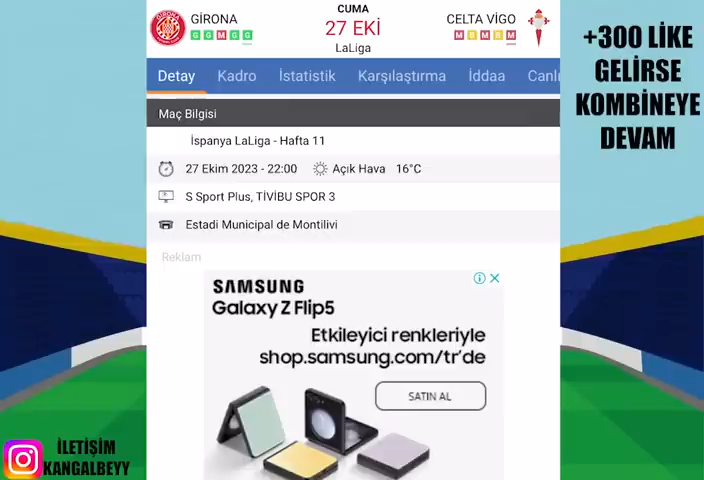 GİRONA
G G M G G
CUMA
27 EKİ
LaLiga
CELTA VİGO
M B M B M
Detay Kadro İstatistik Karşılaştırma İddaa Canlı
Maç Bilgisi
İspanya LaLiga - Hafta 11
27 Ekim 2023 - 22:00 Açık Hava 16°C
S Sport Plus, TİVİBU SPOR 3
Estadi Municipal de Montilivi
Reklam
SAMSUNG
Galaxy Z Flip5
Etkileyici renkleriyle
shop.samsung.com/tr'de
SATIN AL
+300 LİKE
GELİRSE
KOMBİNEYE
DEVAM
İLETİŞİM
KANGALBEYY